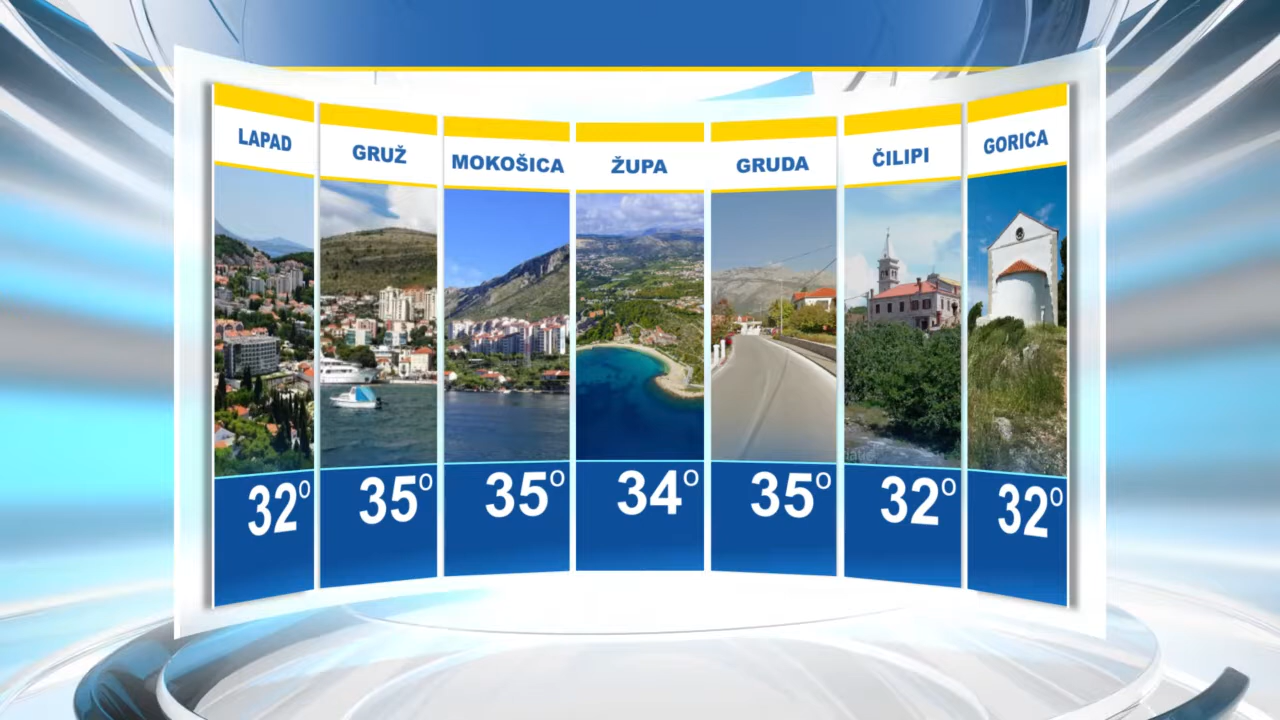 LAPAD
GRUŽ
MOKOŠICA
ŽUPA
GRUDA
ČILIPI
GORICA
32°
35°
35°
34°
35°
32°
32°